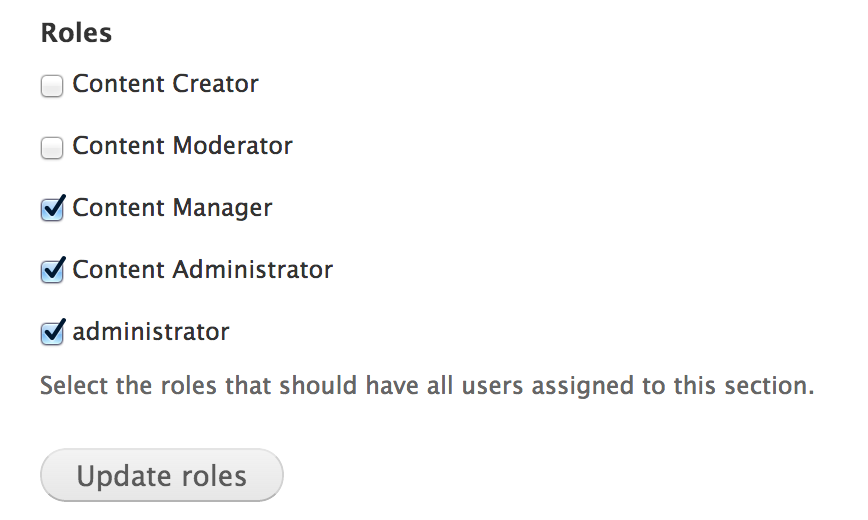 Roles
Content Creator
Content Moderator
Content Manager
Content Administrator
administrator
Select the roles that should have all users assigned to this section.
Update roles